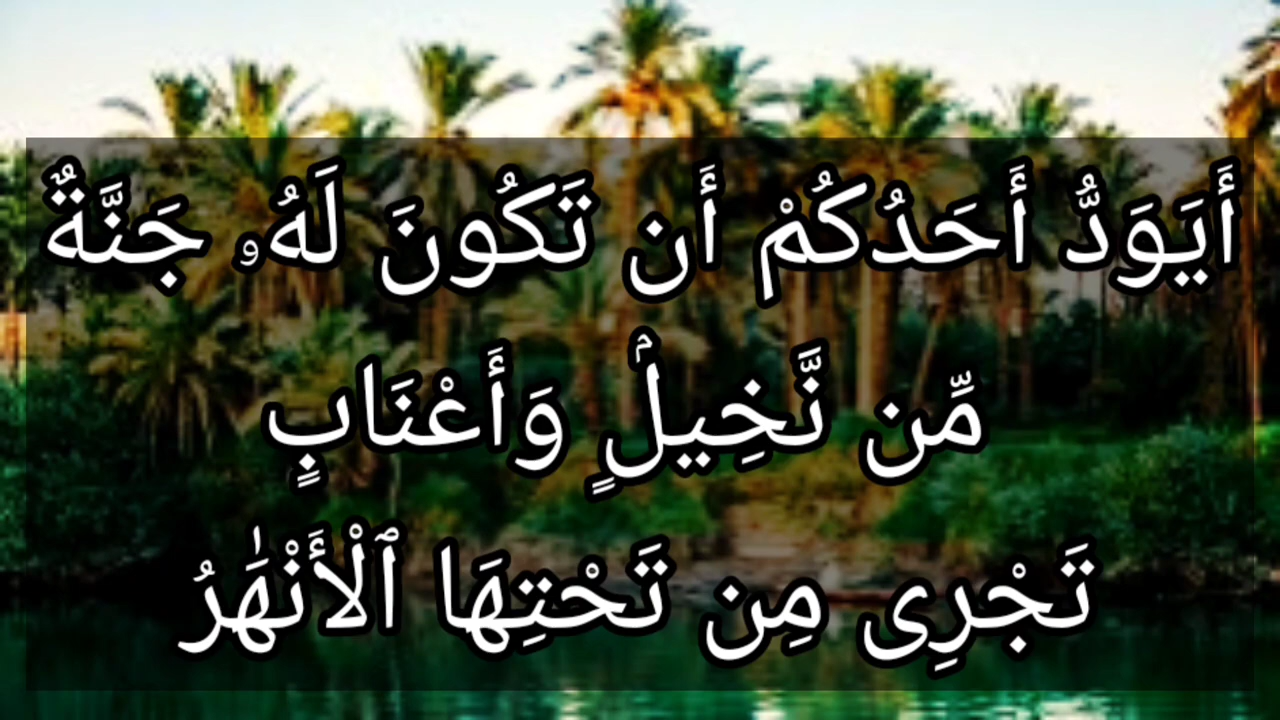 أَيَوَدُّ أَحَدُكُمْ أَن تَكُونَ لَهُۥ جَنَّةٌ
مِّن نَّخِيلٍۢ وَأَعْنَابٍ
تَجْرِى مِن تَحْتِهَا ٱلْأَنْهَٰرُ